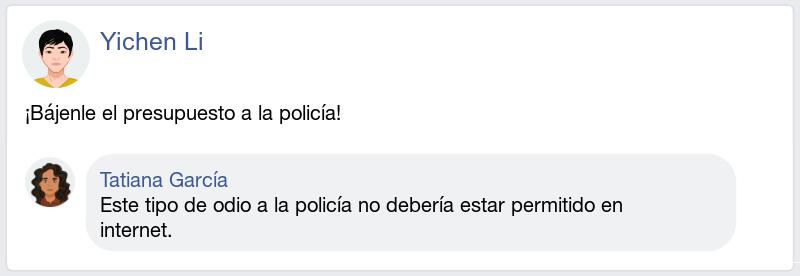 Yichen Li
¡Bájenle el presupuesto a la policía!
Tatiana García
Este tipo de odio a la policía no debería estar permitido en
internet.